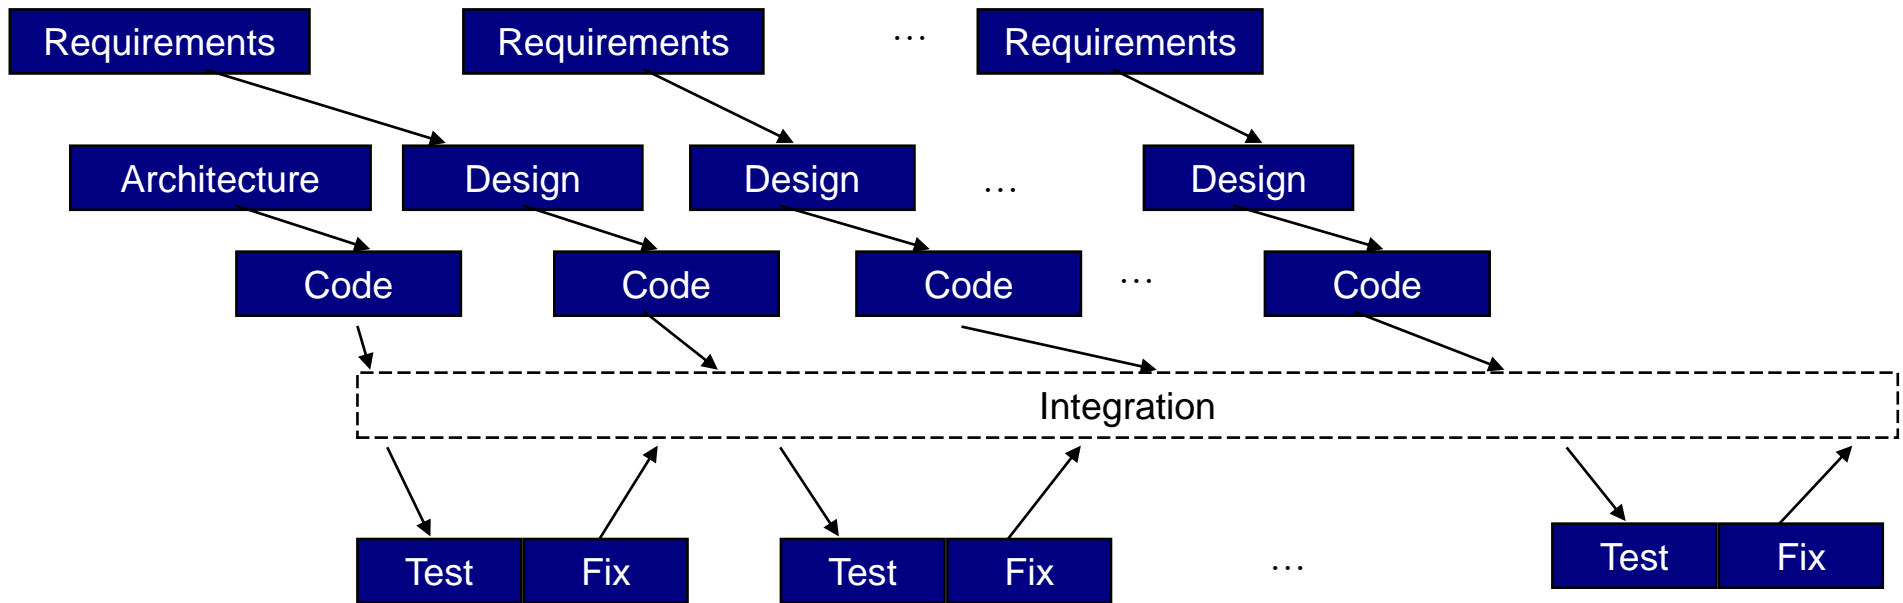 Requirements Requirements … Requirements
Architecture Design Design … Design
Code Code Code … Code
Integration
Test Fix Test Fix … Test Fix